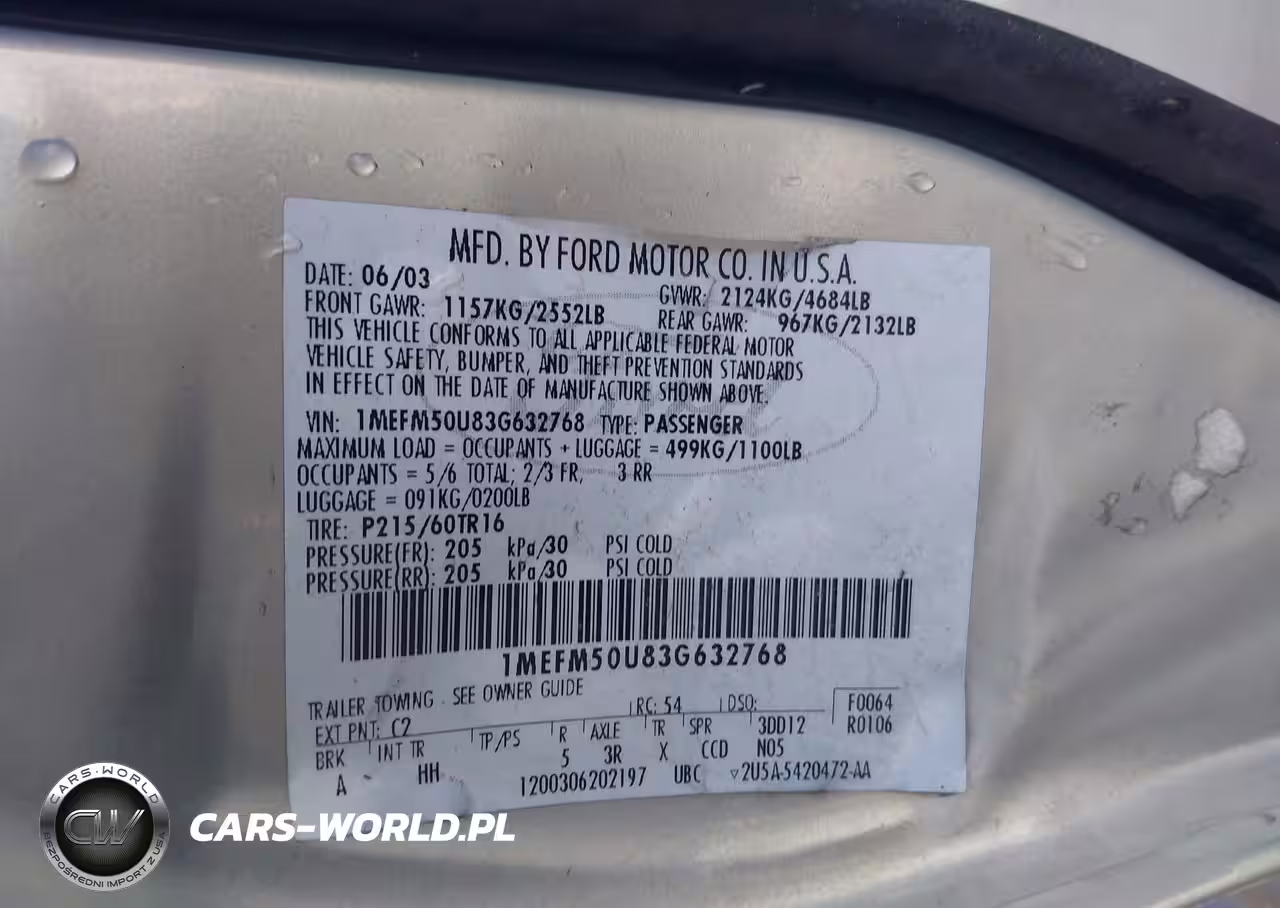 MFD. BY FORD MOTOR CO. IN U.S.A.
DATE: 06/03 GVWR: 2124KG/4684LB
FRONT GAWR: 1157KG/2552LB REAR GAWR: 967KG/2132LB
THIS VEHICLE CONFORMS TO ALL APPLICABLE FEDERAL MOTOR
VEHICLE SAFETY, BUMPER, AND THEFT PREVENTION STANDARDS
IN EFFECT ON THE DATE OF MANUFACTURE SHOWN ABOVE.
VIN: 1MEFM50U83G632768 TYPE: PASSENGER
MAXIMUM LOAD = OCCUPANTS + LUGGAGE = 499KG/1100LB
OCCUPANTS = 5/6 TOTAL; 2/3 FR, 3 RR
LUGGAGE = 091KG/0200LB
TIRE: P215/60TR16
PRESSURE(FR): 205 kPa/30 PSI COLD
PRESSURE(RR): 205 kPa/30 PSI COLD
1MEFM50U83G632768
TRAILER TOWING - SEE OWNER GUIDE
EXT PNT: C2 RC: 54 DSO: F0064
BRK INT TR TP/PS R AXLE TR SPR 3DD12 R0106
A HH 5 3R X CCD N05
1200306202197 UBC ▽2U5A-5420472-AA
CARS-WORLD
CW
BEZPOŚREDNI IMPORT Z USA
CARS-WORLD.PL